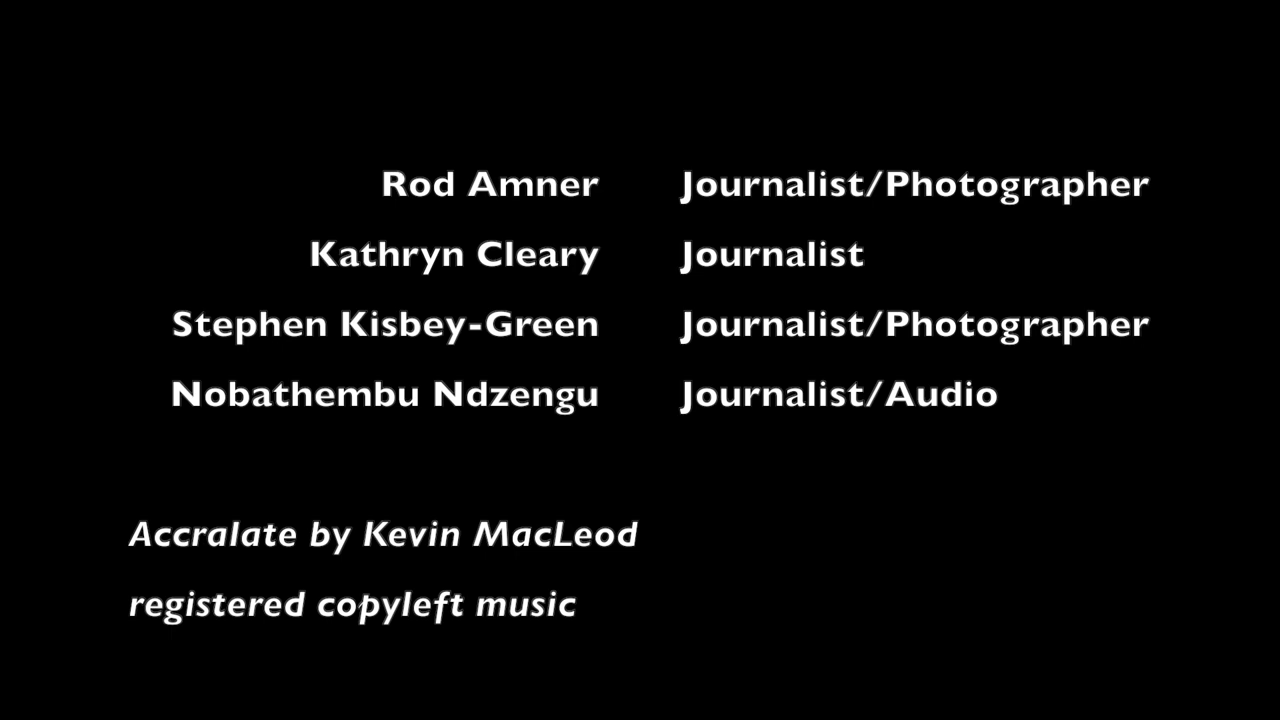 Rod Amner Journalist/Photographer
Kathryn Cleary Journalist
Stephen Kisbey-Green Journalist/Photographer
Nobathembu Ndzengu Journalist/Audio
Accralate by Kevin MacLeod
registered copyleft music